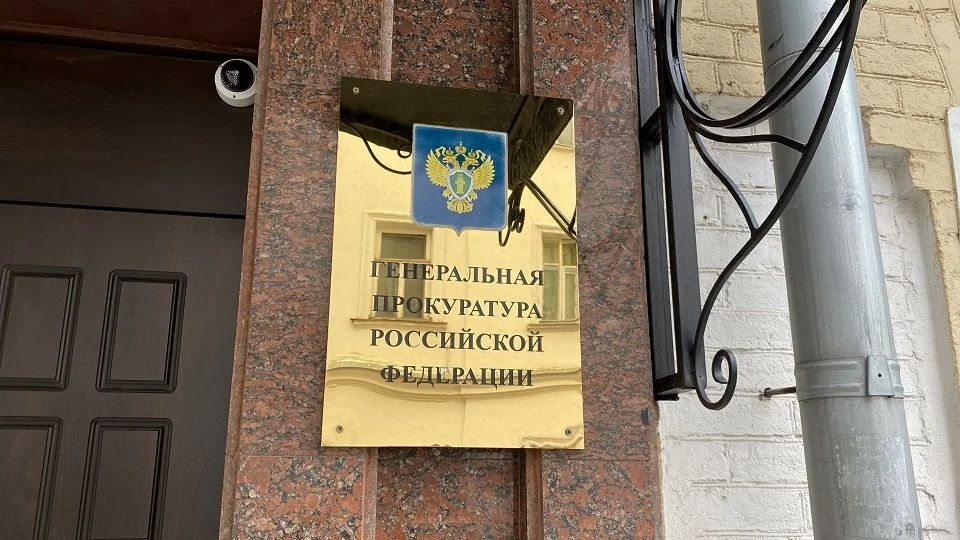 ГЕНЕРАЛЬНАЯ
ПРОКУРАТУРА
РОССИЙСКОЙ
ФЕДЕРАЦИИ